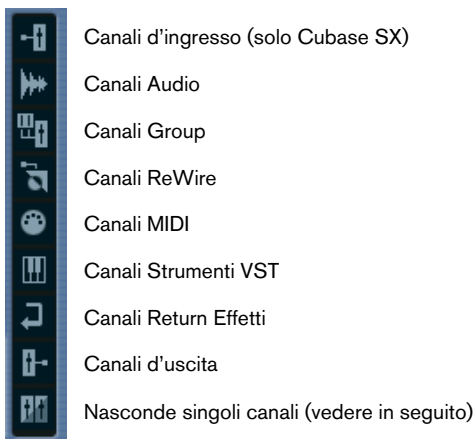 Canali d'ingresso (solo Cubase SX)
Canali Audio
Canali Group
Canali ReWire
Canali MIDI
Canali Strumenti VST
Canali Return Effetti
Canali d'uscita
Nasconde singoli canali (vedere in seguito)